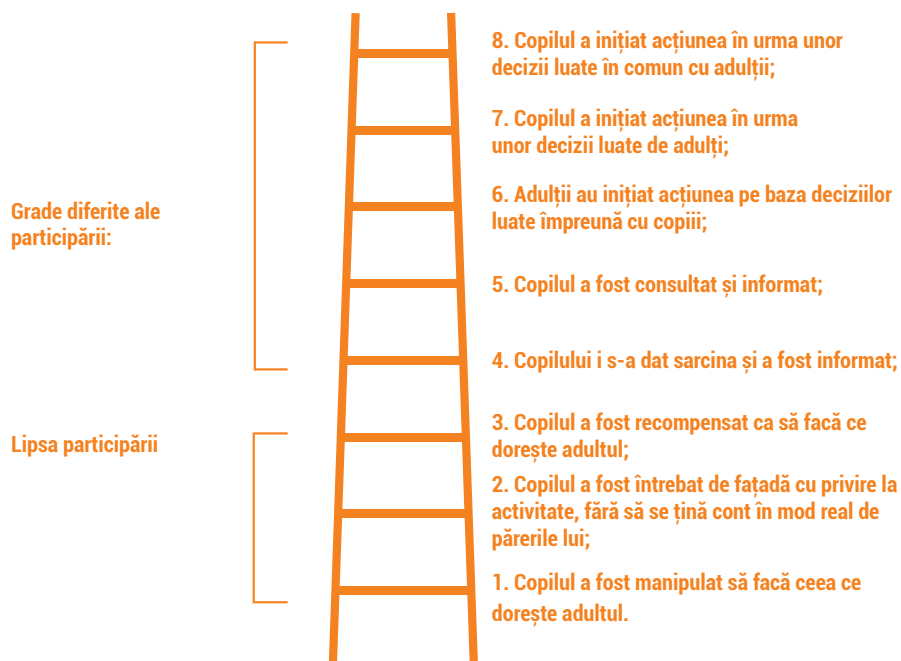 8. Copilul a inițiat acțiunea în urma unor
decizii luate în comun cu adulții;
7. Copilul a inițiat acțiunea în urma
unor decizii luate de adulți;
Grade diferite ale
participării:
6. Adulții au inițiat acțiunea pe baza deciziilor
luate împreună cu copiii;
5. Copilul a fost consultat și informat;
4. Copilului i s-a dat sarcina și a fost informat;
Lipsa participării
3. Copilul a fost recompensat ca să facă ce
dorește adultul;
2. Copilul a fost întrebat de fațadă cu privire la
activitate, fără să se țină cont în mod real de
părerile lui;
1. Copilul a fost manipulat să facă ceea ce
dorește adultul.